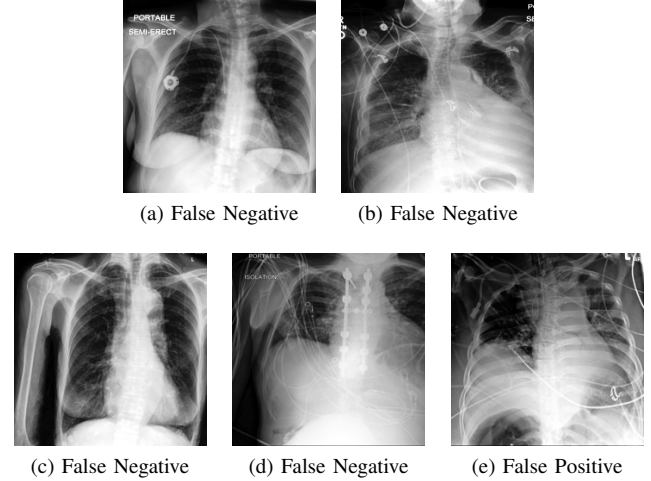 PORTABLE
SEMI-ERECT
(a) False Negative
(b) False Negative
PORTABLE
ISOLATION
(c) False Negative
(d) False Negative
(e) False Positive